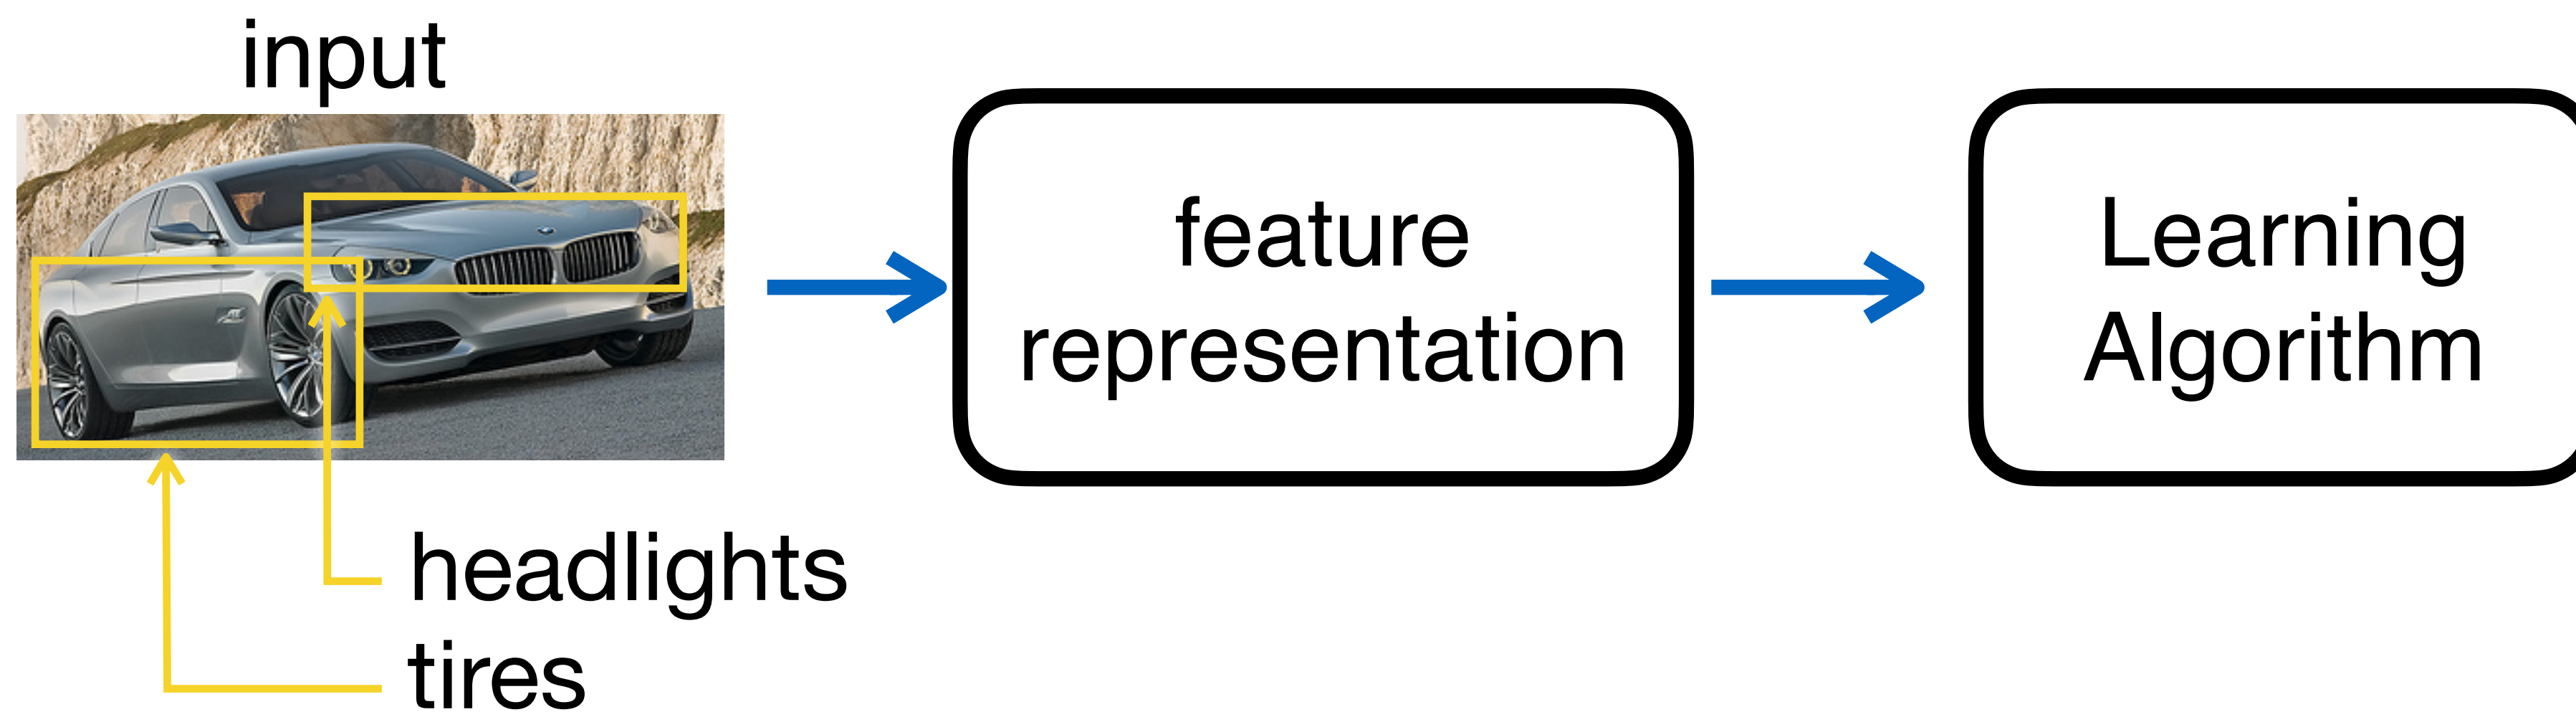 input
feature
representation
Learning
Algorithm
headlights
tires